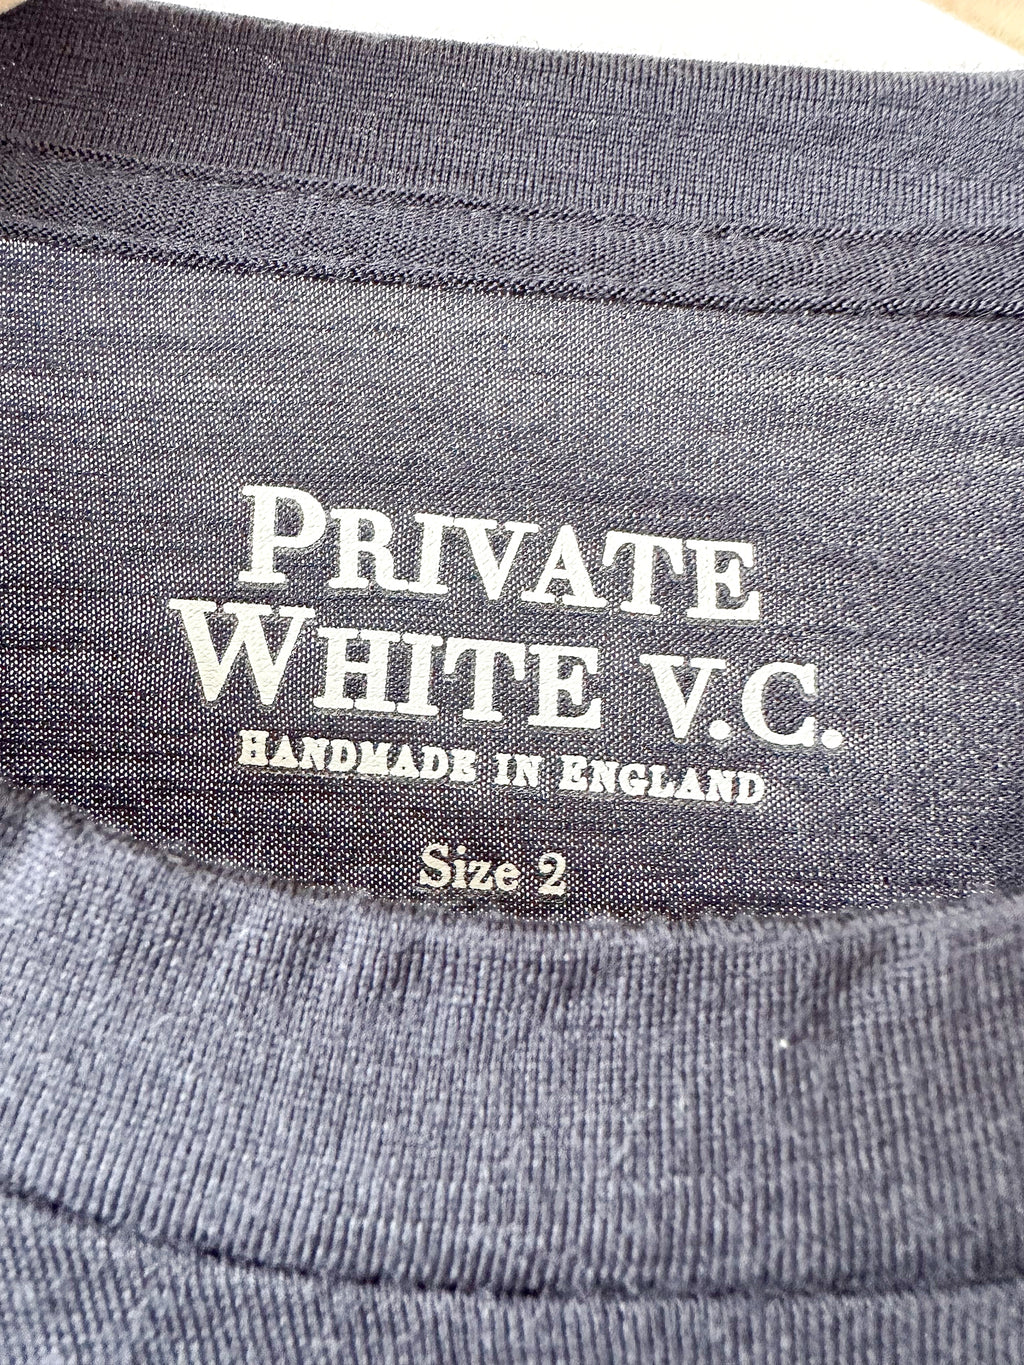 PRIVATE
WHITE V.C.
HANDMADE IN ENGLAND
Size 2